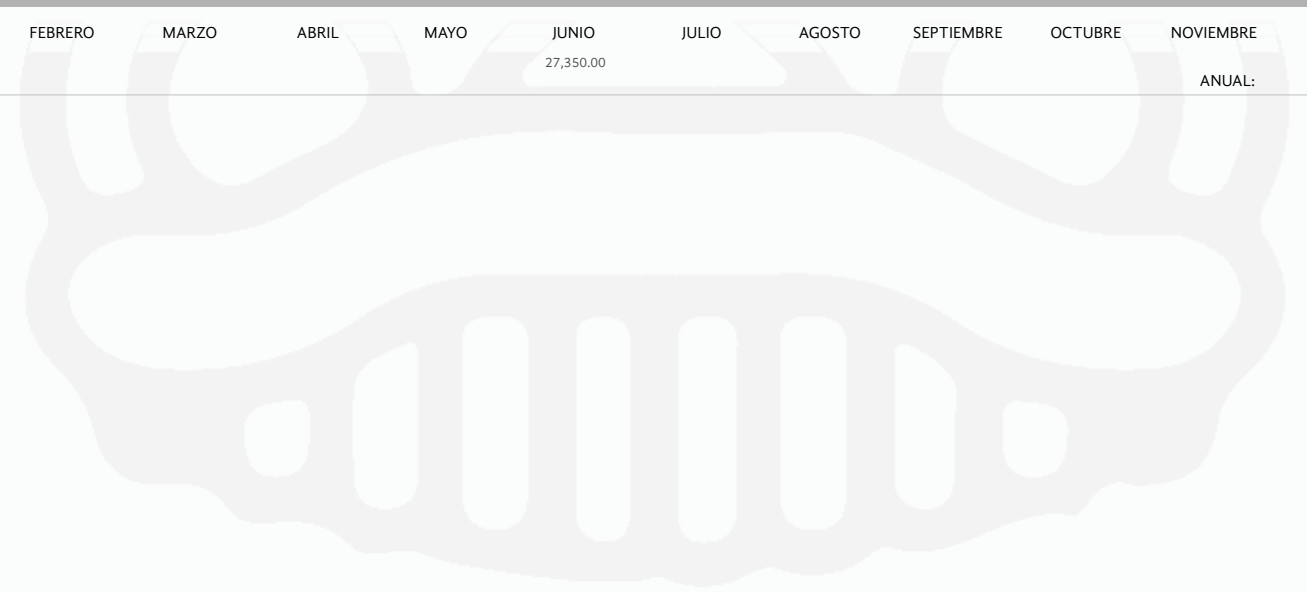 FEBRERO MARZO ABRIL MAYO JUNIO JULIO AGOSTO SEPTIEMBRE OCTUBRE NOVIEMBRE
27,350.00
ANUAL: